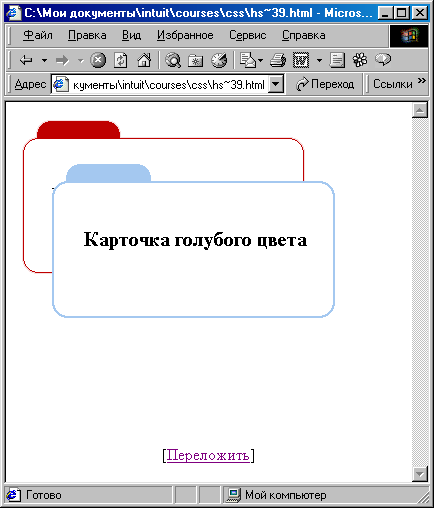 C:\Мои документы\intuit\courses\css\hs~39.html - Micros...
Файл Правка Вид Избранное Сервис Справка
Адрес кументы\intuit\courses\css\hs~39.html Переход Ссылки »
Карточка голубого цвета
[Переложить]
Готово Мой компьютер